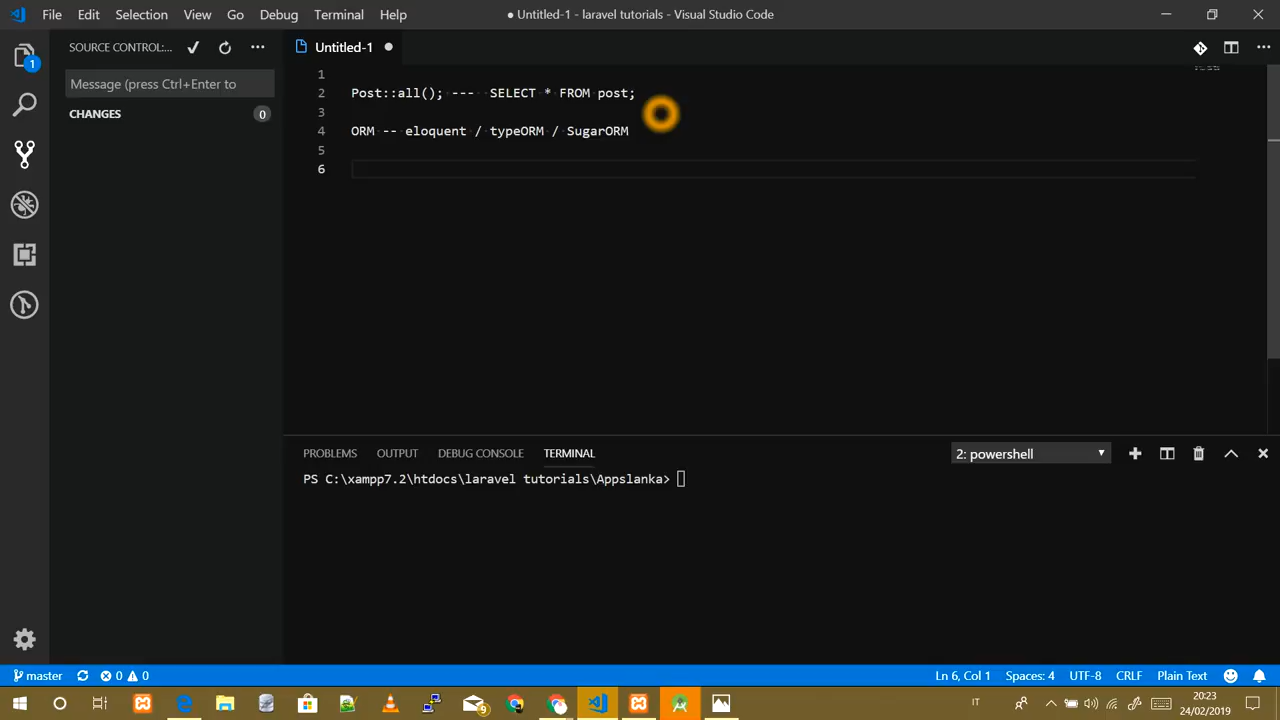 File Edit Selection View Go Debug Terminal Help
● Untitled-1 - laravel tutorials - Visual Studio Code
SOURCE CONTROL:...
Untitled-1
1
Message (press Ctrl+Enter to
CHANGES 0
1
2 Post::all(); --- SELECT * FROM post;
3
4 ORM -- eloquent / typeORM / SugarORM
5
6
PROBLEMS OUTPUT DEBUG CONSOLE TERMINAL
2: powershell
PS C:\xampp7.2\htdocs\laravel tutorials\Appslanka>
master 0 0
Ln 6, Col 1 Spaces: 4 UTF-8 CRLF Plain Text
9
IT
20:23
24/02/2019